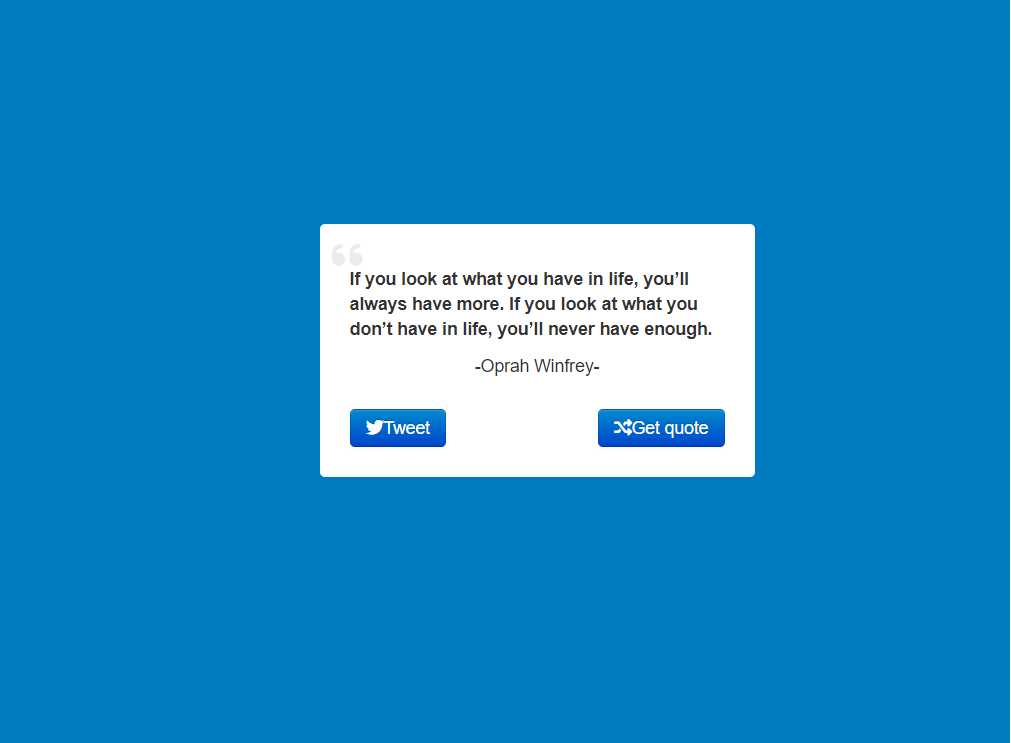 If you look at what you have in life, you’ll
always have more. If you look at what you
don’t have in life, you’ll never have enough.
-Oprah Winfrey-
Tweet
Get quote